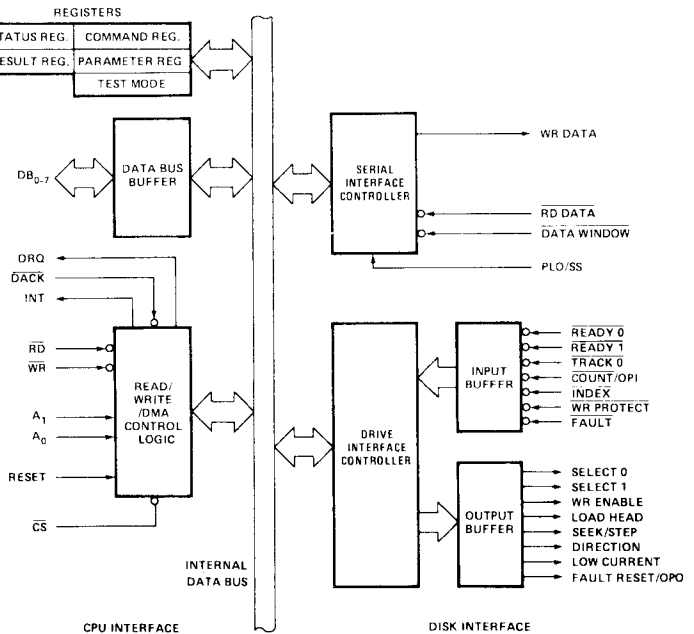 REGISTERS
TATUS REG. COMMAND REG.
ESULT REG. PARAMETER REG
TEST MODE
DB0-7
DATA BUS
BUFFER
DRQ
DACK
INT
RD
WR
A1
A0
RESET
CS
READ/
WRITE
/DMA
CONTROL
LOGIC
INTERNAL
DATA BUS
CPU INTERFACE
SERIAL
INTERFACE
CONTROLLER
WR DATA
RD DATA
DATA WINDOW
PLO/SS
DRIVE
INTERFACE
CONTROLLER
INPUT
BUFFER
READY 0
READY 1
TRACK 0
COUNT/OPI
INDEX
WR PROTECT
FAULT
OUTPUT
BUFFER
SELECT 0
SELECT 1
WR ENABLE
LOAD HEAD
SEEK/STEP
DIRECTION
LOW CURRENT
FAULT RESET/OPO
DISK INTERFACE